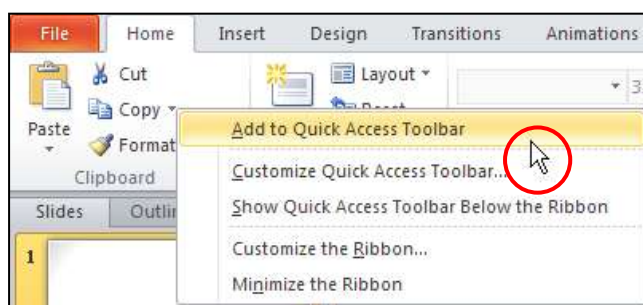 File Home Insert Design Transitions Animations
Cut Layout
Copy
Paste Format
Clipboard
Add to Quick Access Toolbar
Customize Quick Access Toolbar...
Show Quick Access Toolbar Below the Ribbon
Customize the Ribbon...
Minimize the Ribbon
Slides
1